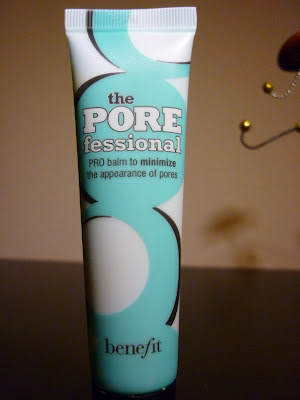 the
PORE
fessional
PRO balm to minimize
the appearance of pores
benefit